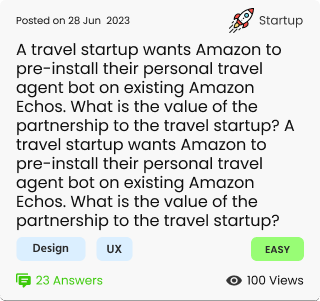 Posted on 28 Jun 2023
Startup
A travel startup wants Amazon to
pre-install their personal travel
agent bot on existing Amazon
Echos. What is the value of the
partnership to the travel startup? A
travel startup wants Amazon to
pre-install their personal travel
agent bot on existing Amazon
Echos. What is the value of the
partnership to the travel startup?
Design
UX
EASY
23 Answers
100 Views